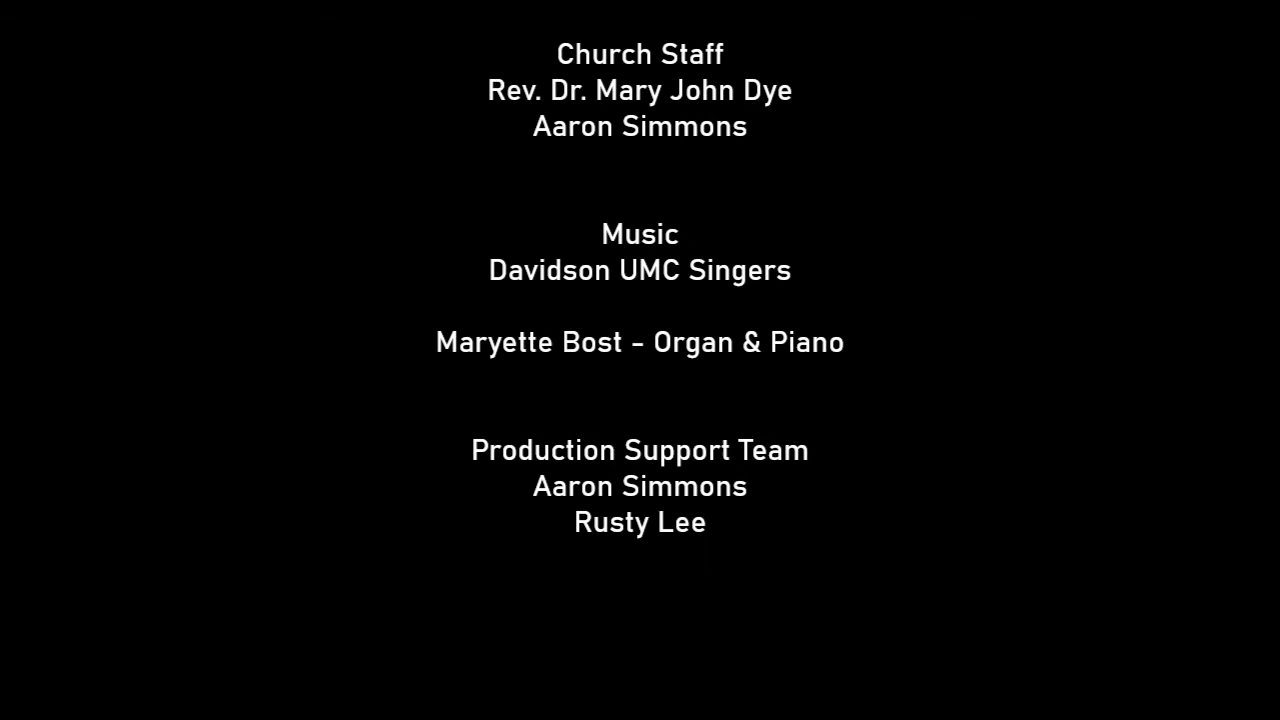 Church Staff
Rev. Dr. Mary John Dye
Aaron Simmons
Music
Davidson UMC Singers
Maryette Bost - Organ & Piano
Production Support Team
Aaron Simmons
Rusty Lee